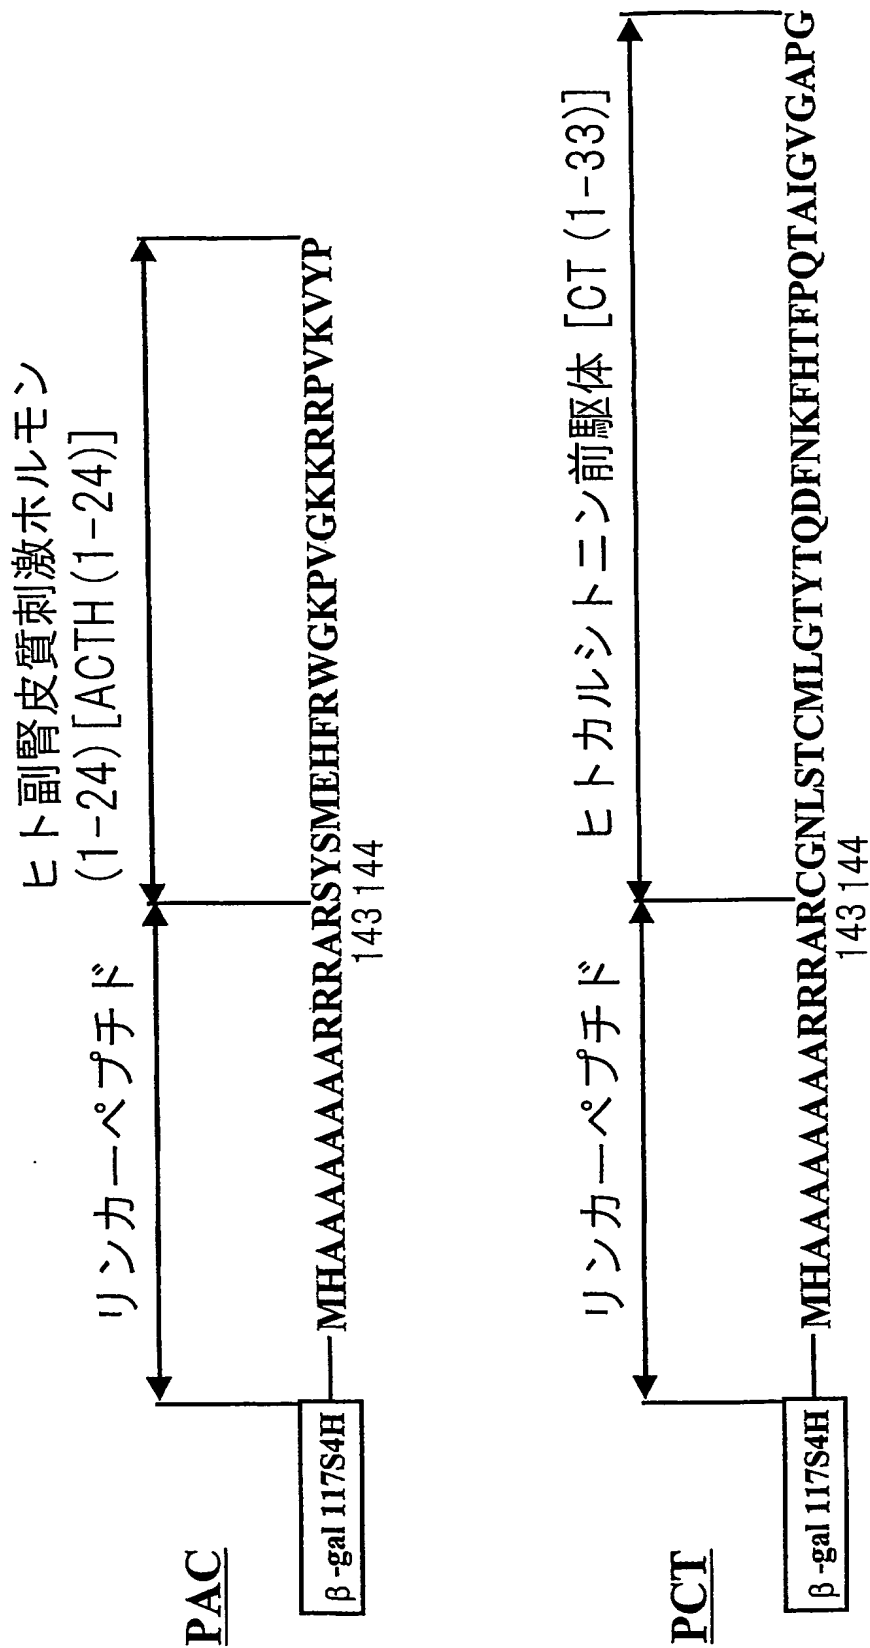 PAC
β-gal 117S4H
リンカーペプチド
ヒト副腎皮質刺激ホルモン
(1-24) [ACTH (1-24)]
MHAAAAAAAARRRARSYSMEHFRWGKPVGKKRRPVKVYP
143 144
PCT
β-gal 117S4H
リンカーペプチド
ヒトカルシトニン前駆体 [CT (1-33)]
MHAAAAAAAARRRARCGNLSTCMLGTYTQDFNKFHTFPQTAIGVGAPG
143 144